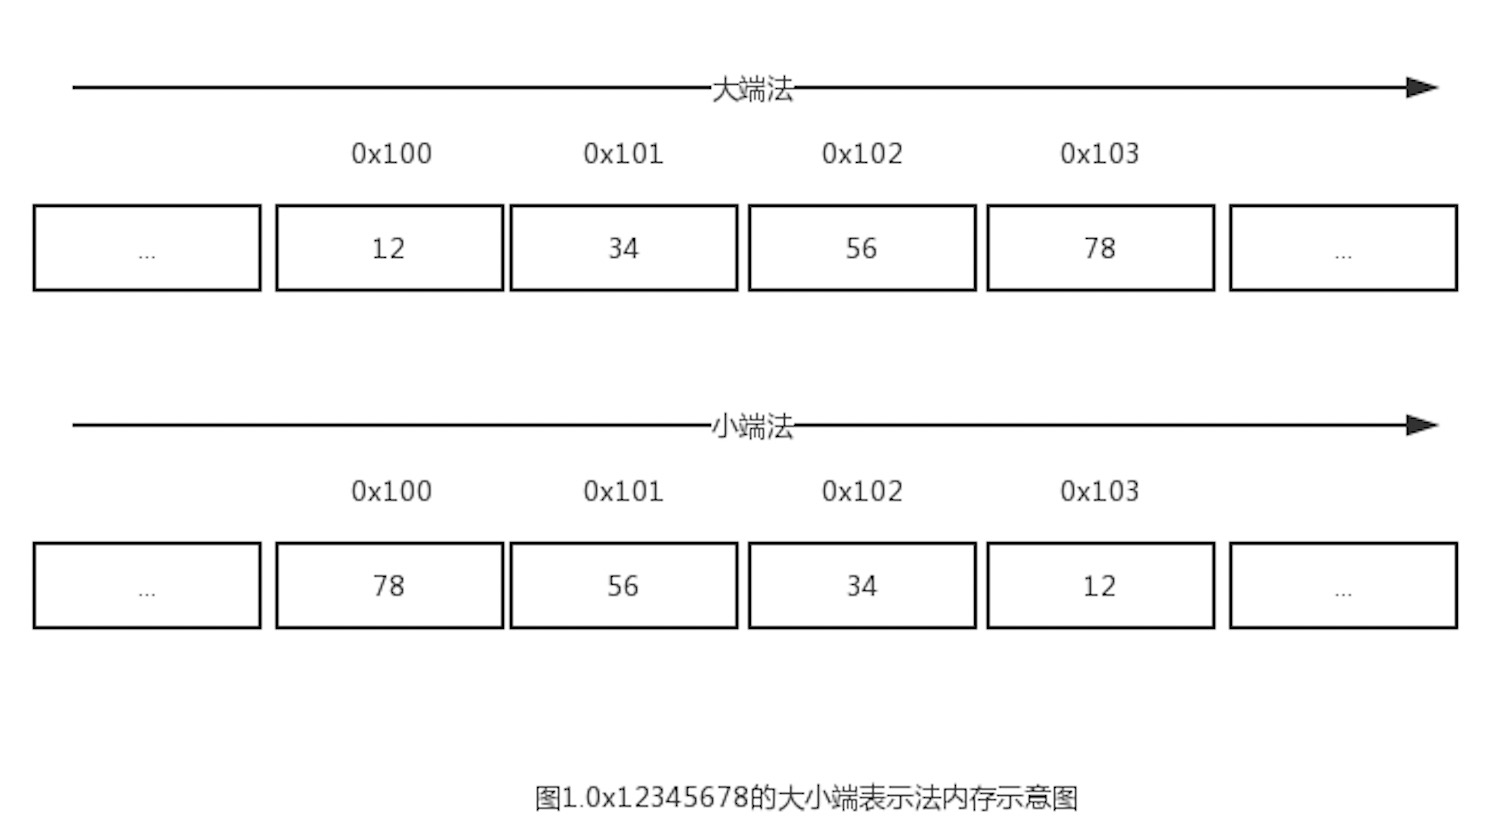 大端法
0x100 0x101 0x102 0x103
... 12 34 56 78 ...
小端法
0x100 0x101 0x102 0x103
... 78 56 34 12 ...
图1.0x12345678的大小端表示法内存示意图